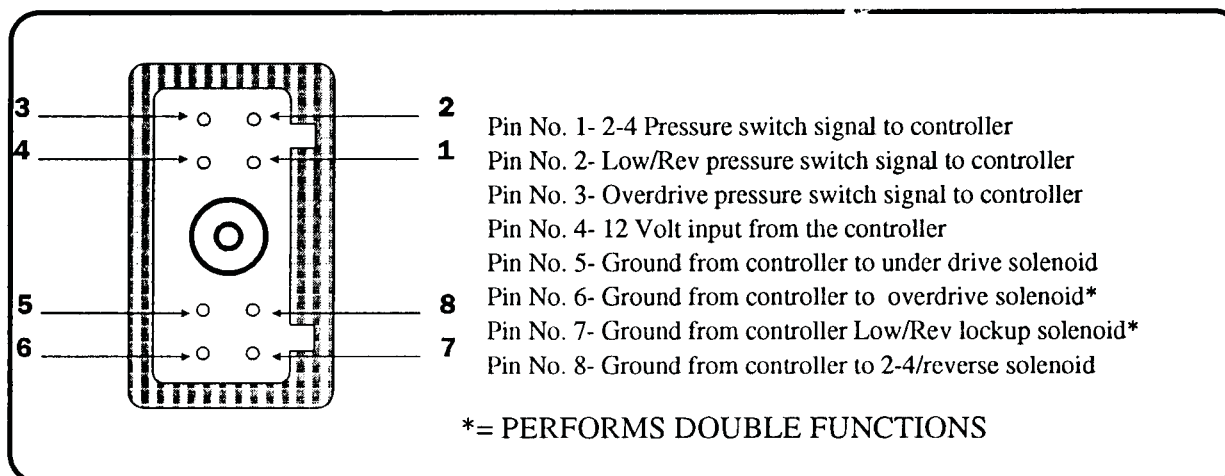 3
2
4
1
5
8
6
7
Pin No. 1- 2-4 Pressure switch signal to controller
Pin No. 2- Low/Rev pressure switch signal to controller
Pin No. 3- Overdrive pressure switch signal to controller
Pin No. 4- 12 Volt input from the controller
Pin No. 5- Ground from controller to under drive solenoid
Pin No. 6- Ground from controller to overdrive solenoid*
Pin No. 7- Ground from controller Low/Rev lockup solenoid*
Pin No. 8- Ground from controller to 2-4/reverse solenoid
*= PERFORMS DOUBLE FUNCTIONS